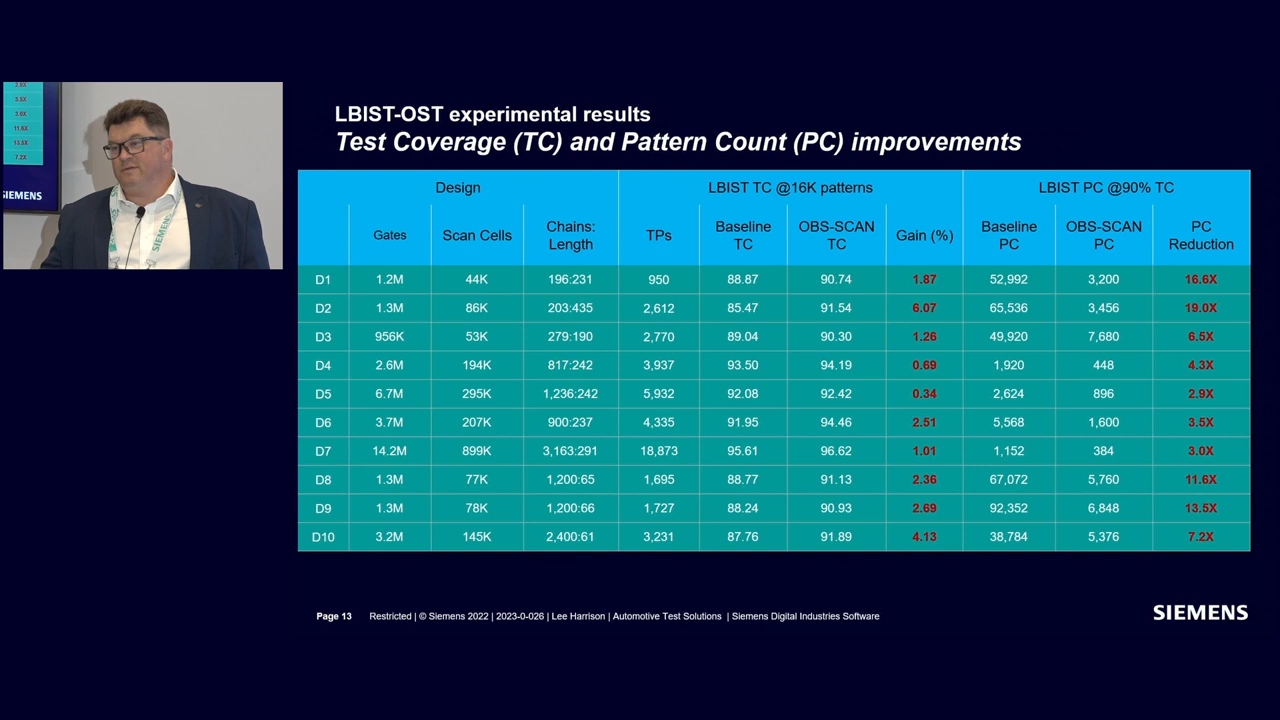 LBIST-OST experimental results
Test Coverage (TC) and Pattern Count (PC) improvements
Design LBIST TC @16K patterns LBIST PC @90% TC
Gates Scan Cells Chains: Length TPs Baseline TC OBS-SCAN TC Gain (%) Baseline PC OBS-SCAN PC PC Reduction
D1 1.2M 44K 196:231 950 88.87 90.74 1.87 52,992 3,200 16.6X
D2 1.3M 86K 203:435 2,612 85.47 91.54 6.07 65,536 3,456 19.0X
D3 956K 53K 279:190 2,770 89.04 90.30 1.26 49,920 7,680 6.5X
D4 2.6M 194K 817:242 3,937 93.50 94.19 0.69 1,920 448 4.3X
D5 6.7M 295K 1,236:242 5,932 92.08 92.42 0.34 2,624 896 2.9X
D6 3.7M 207K 900:237 4,335 91.95 94.46 2.51 5,568 1,600 3.5X
D7 14.2M 899K 3,163:291 18,873 95.61 96.62 1.01 1,152 384 3.0X
D8 1.3M 77K 1,200:65 1,695 88.77 91.13 2.36 67,072 5,760 11.6X
D9 1.3M 78K 1,200:66 1,727 88.24 90.93 2.69 92,352 6,848 13.5X
D10 3.2M 145K 2,400:61 3,231 87.76 91.89 4.13 38,784 5,376 7.2X
Page 13 Restricted | © Siemens 2022 | 2023-0-026 | Lee Harrison | Automotive Test Solutions | Siemens Digital Industries Software
SIEMENS
2.9X
3.5X
3.0X
11.6X
13.5X
7.2X
SIEMENS
SIEMENS